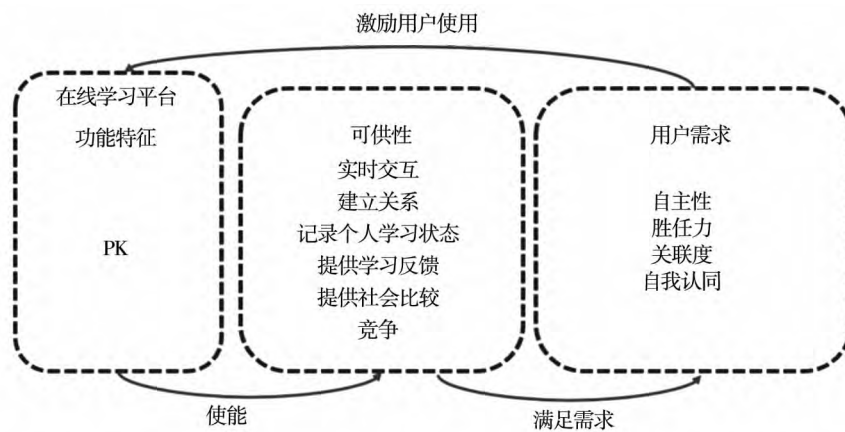 激励用户使用
在线学习平台
功能特征
PK
可供性
实时交互
建立关系
记录个人学习状态
提供学习反馈
提供社会比较
竞争
用户需求
自主性
胜任力
关联度
自我认同
使能
满足需求